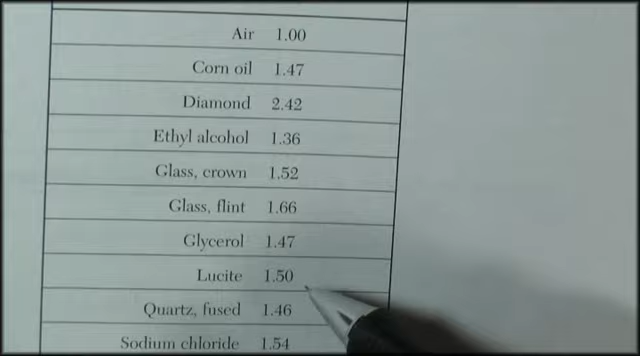 Air 1.00
Corn oil 1.47
Diamond 2.42
Ethyl alcohol 1.36
Glass, crown 1.52
Glass, flint 1.66
Glycerol 1.47
Lucite 1.50
Quartz, fused 1.46
Sodium chloride 1.54